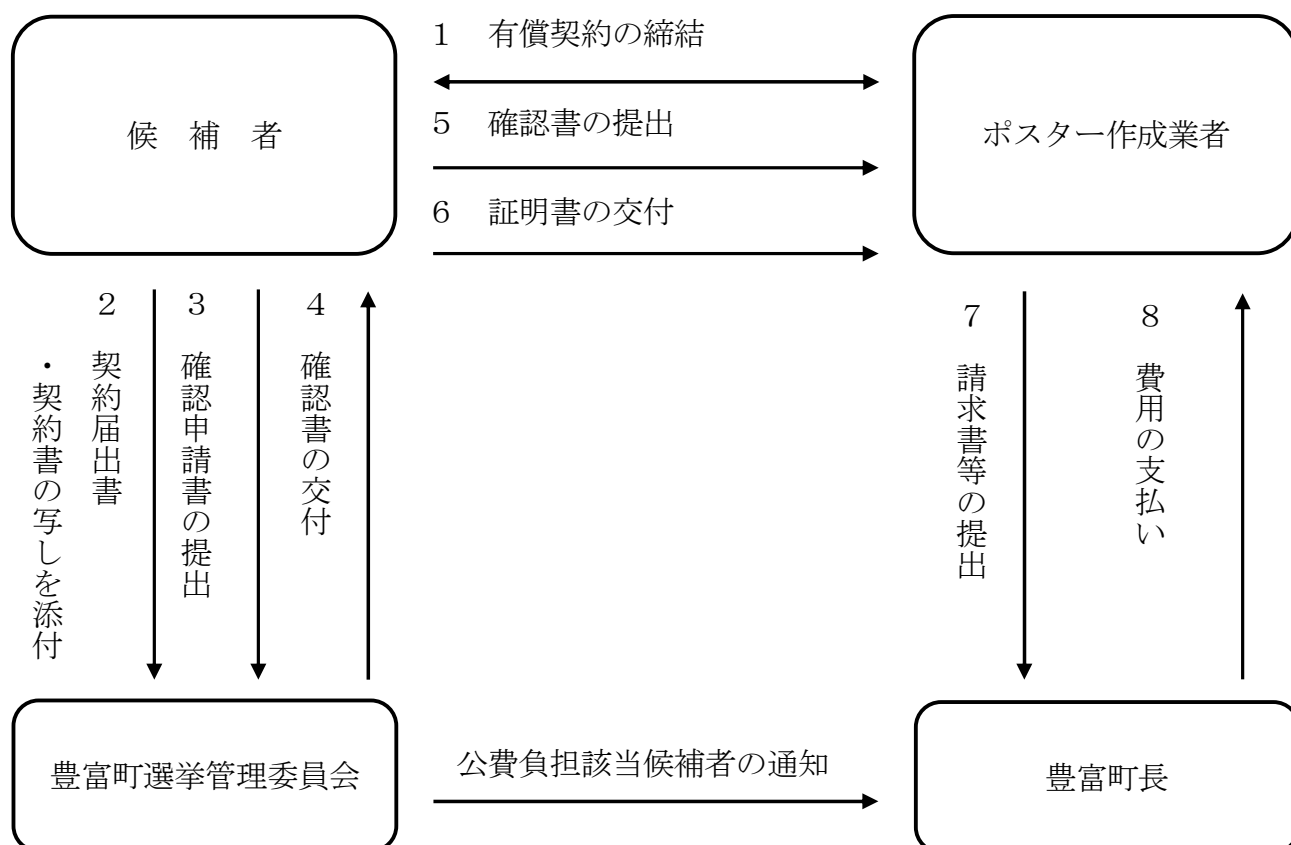 1　有償契約の締結
候　補　者
5　確認書の提出
ポスター作成業者
6　証明書の交付
2　契約届出書
・契約書の写しを添付
3　確認申請書の提出
4　確認書の交付
7　請求書等の提出
8　費用の支払い
豊富町選挙管理委員会
公費負担該当候補者の通知
豊富町長